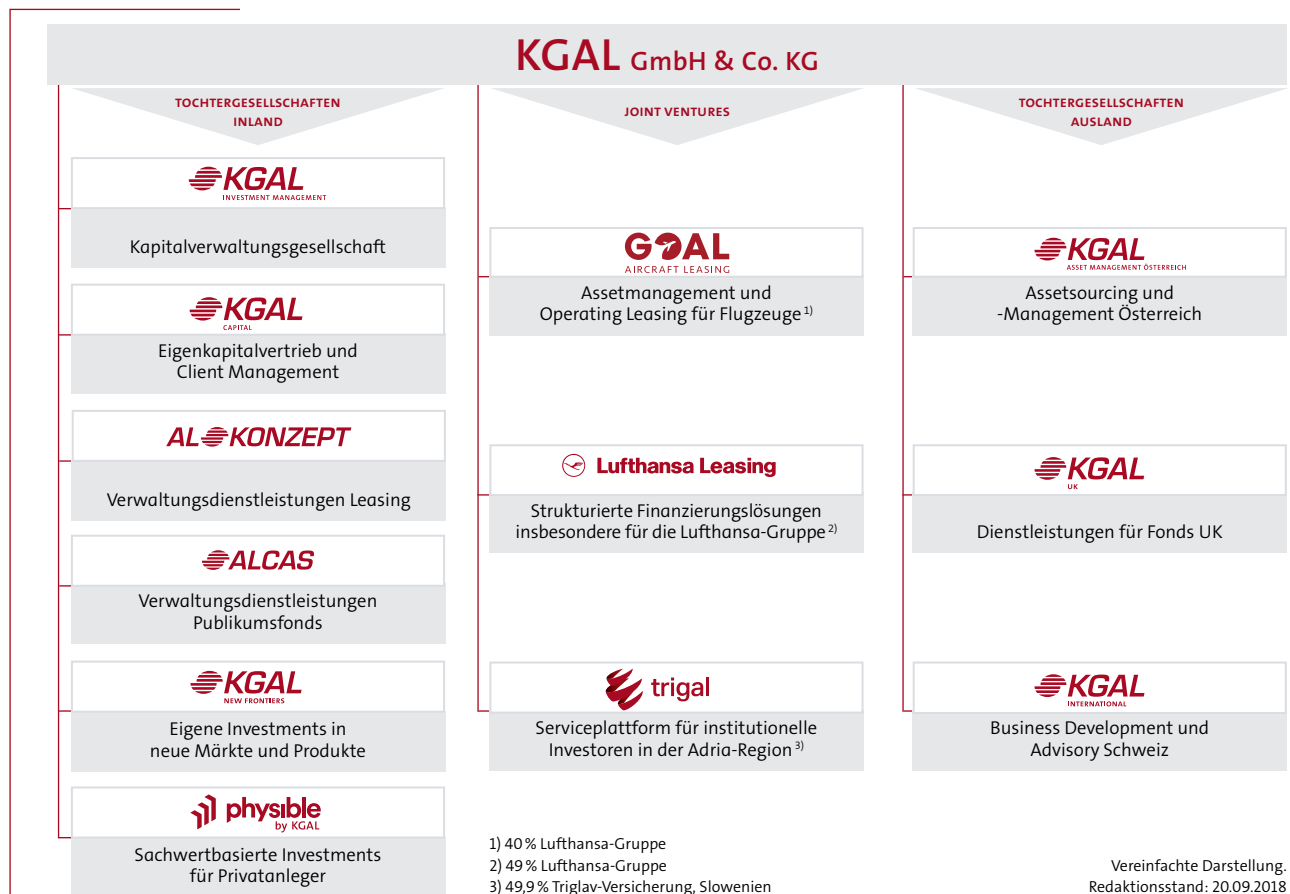 KGAL GmbH & Co. KG
TOCHTERGESELLSCHAFTEN
INLAND
KGAL
INVESTMENT MANAGEMENT
Kapitalverwaltungsgesellschaft
KGAL
CAPITAL
Eigenkapitalvertrieb und
Client Management
AL KONZEPT
Verwaltungsdienstleistungen Leasing
ALCAS
Verwaltungsdienstleistungen
Publikumsfonds
KGAL
NEW FRONTIERS
Eigene Investments in
neue Märkte und Produkte
physible
by KGAL
Sachwertbasierte Investments
für Privatanleger
JOINT VENTURES
GOAL
AIRCRAFT LEASING
Assetmanagement und
Operating Leasing für Flugzeuge 1)
Lufthansa Leasing
Strukturierte Finanzierungslösungen
insbesondere für die Lufthansa-Gruppe 2)
trigal
Serviceplattform für institutionelle
Investoren in der Adria-Region 3)
TOCHTERGESELLSCHAFTEN
AUSLAND
KGAL
ASSET MANAGEMENT ÖSTERREICH
Assetsourcing und
-Management Österreich
KGAL
UK
Dienstleistungen für Fonds UK
KGAL
INTERNATIONAL
Business Development und
Advisory Schweiz
1) 40 % Lufthansa-Gruppe
2) 49 % Lufthansa-Gruppe
3) 49,9 % Triglav-Versicherung, Slowenien
Vereinfachte Darstellung.
Redaktionsstand: 20.09.2018